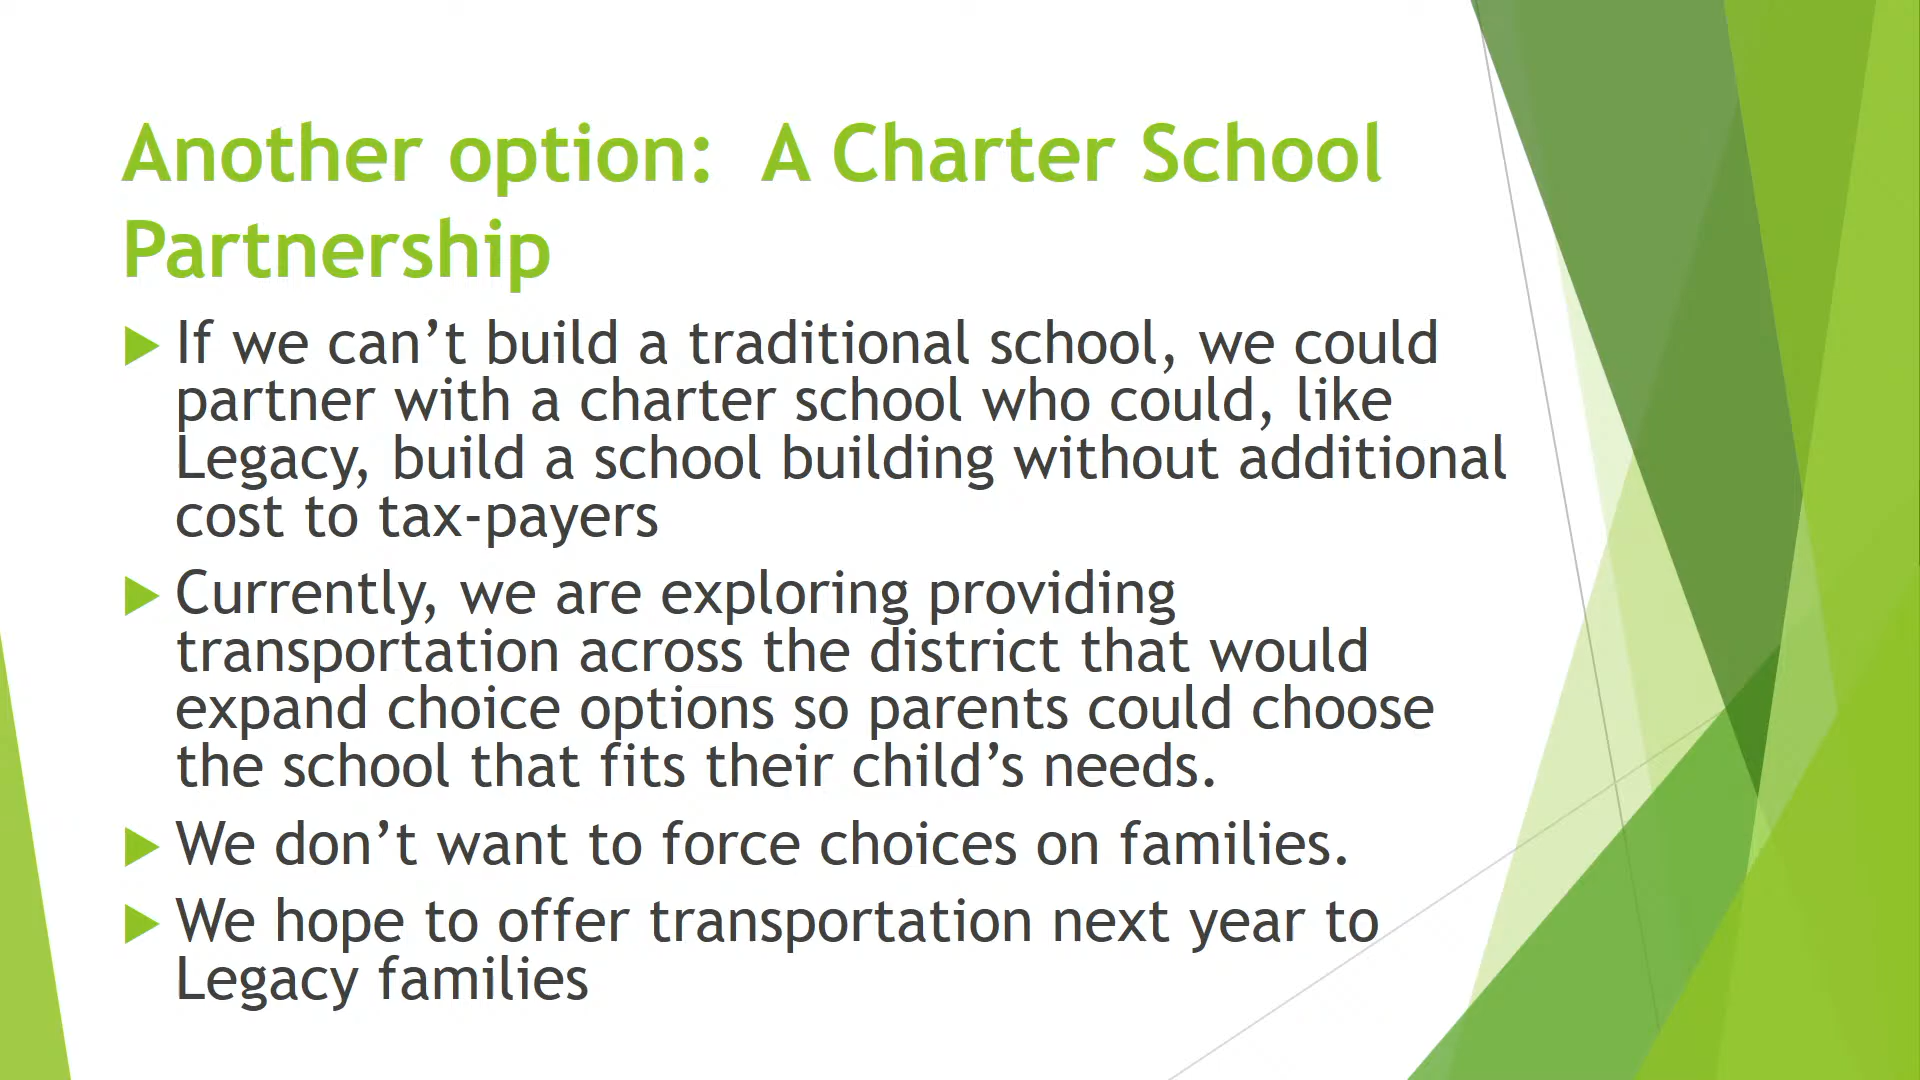 Another option:  A Charter School
Partnership
If we can’t build a traditional school, we could
partner with a charter school who could, like
Legacy, build a school building without additional
cost to tax-payers
Currently, we are exploring providing
transportation across the district that would
expand choice options so parents could choose
the school that fits their child’s needs.
We don’t want to force choices on families.
We hope to offer transportation next year to
Legacy families